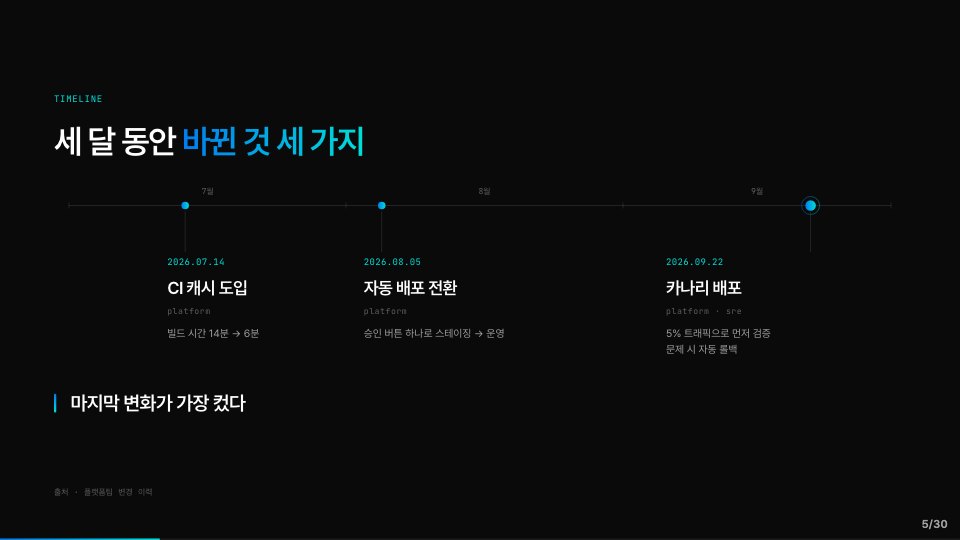 TIMELINE
세 달 동안 바뀐 것 세 가지
7월
8월
9월
2026.07.14
CI 캐시 도입
platform
빌드 시간 14분 → 6분
2026.08.05
자동 배포 전환
platform
승인 버튼 하나로 스테이징 → 운영
2026.09.22
카나리 배포
platform · sre
5% 트래픽으로 먼저 검증
문제 시 자동 롤백
마지막 변화가 가장 컸다
출처 · 플랫폼팀 변경 이력
5/30